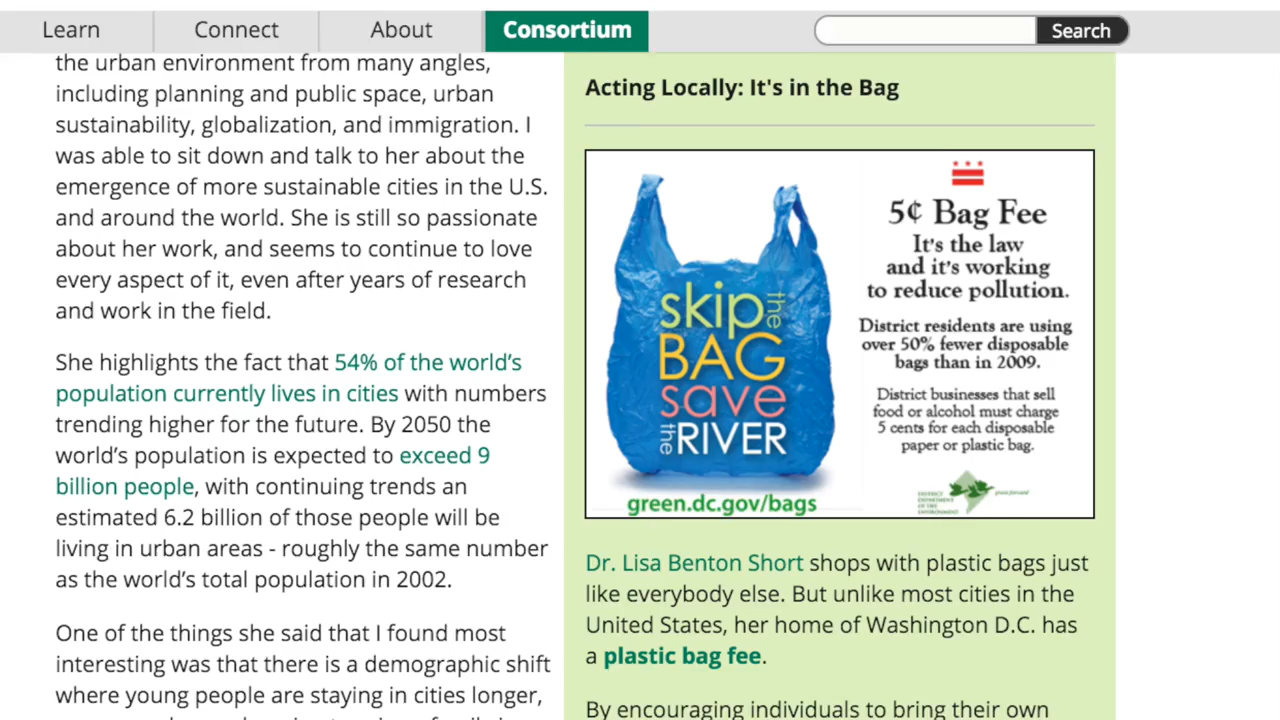 Learn
Connect
About
Consortium
Search
the urban environment from many angles,
including planning and public space, urban
sustainability, globalization, and immigration. I
was able to sit down and talk to her about the
emergence of more sustainable cities in the U.S.
and around the world. She is still so passionate
about her work, and seems to continue to love
every aspect of it, even after years of research
and work in the field.
She highlights the fact that 54% of the world's
population currently lives in cities with numbers
trending higher for the future. By 2050 the
world's population is expected to exceed 9
billion people, with continuing trends an
estimated 6.2 billion of those people will be
living in urban areas - roughly the same number
as the world's total population in 2002.
One of the things she said that I found most
interesting was that there is a demographic shift
where young people are staying in cities longer,
Acting Locally: It's in the Bag
skip the
BAG
save
the RIVER
green.dc.gov/bags
5¢ Bag Fee
It's the law
and it's working
to reduce pollution.
District residents are using
over 50% fewer disposable
bags than in 2009.
District businesses that sell
food or alcohol must charge
5 cents for each disposable
paper or plastic bag.
DISTRICT
DEPARTMENT
OF THE
ENVIRONMENT
green forward
Dr. Lisa Benton Short shops with plastic bags just
like everybody else. But unlike most cities in the
United States, her home of Washington D.C. has
a plastic bag fee.
By encouraging individuals to bring their own